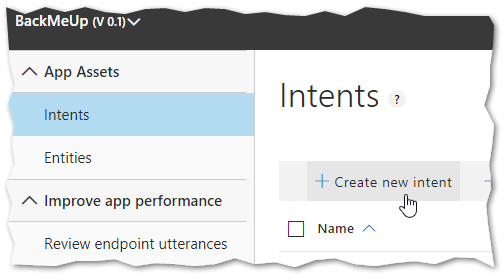 BackMeUp (V 0.1)
App Assets
Intents
Entities
Improve app performance
Review endpoint utterances
Intents ?
+ Create new intent
Name